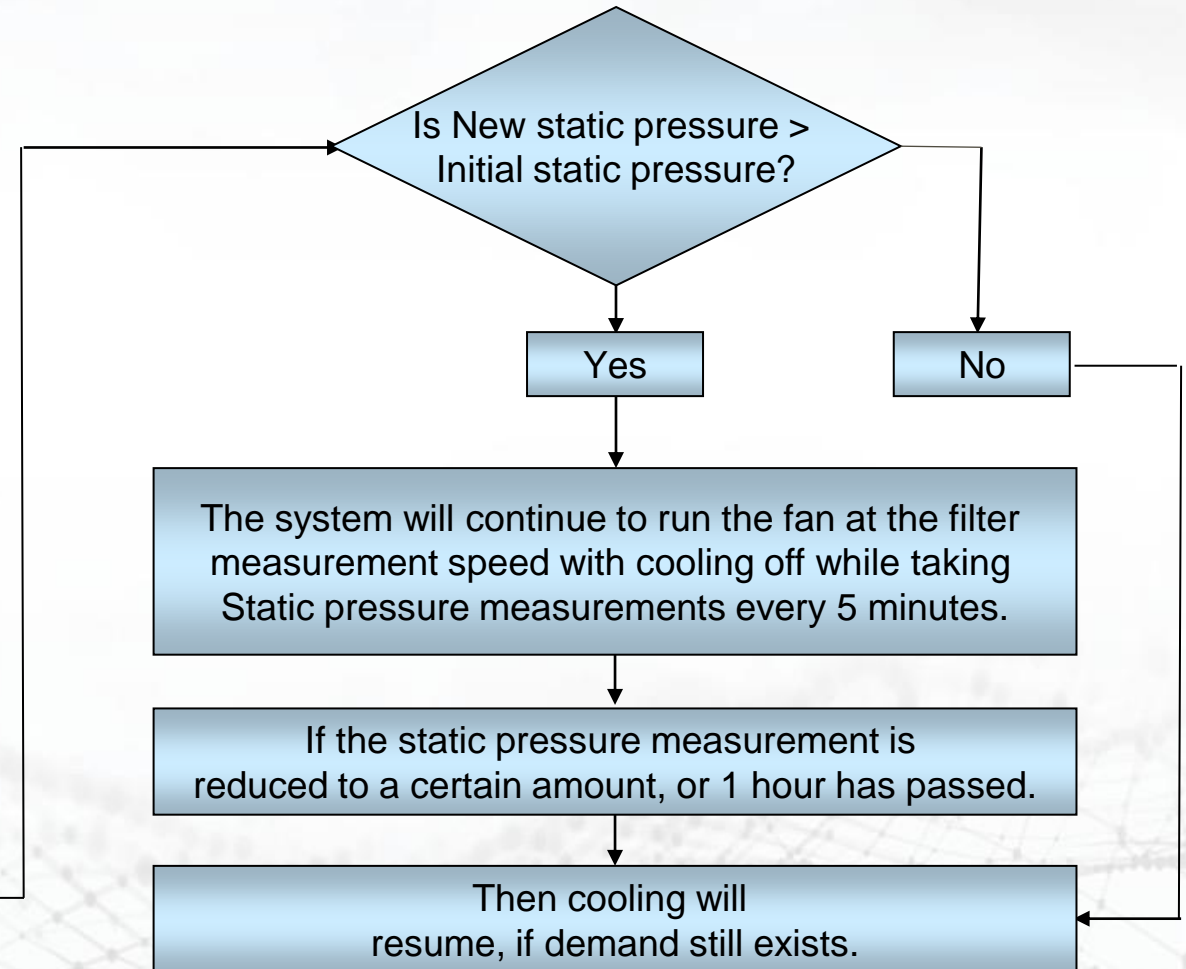 Is New static pressure >
Initial static pressure?
Yes
No
The system will continue to run the fan at the filter
measurement speed with cooling off while taking
Static pressure measurements every 5 minutes.
If the static pressure measurement is
reduced to a certain amount, or 1 hour has passed.
Then cooling will
resume, if demand still exists.